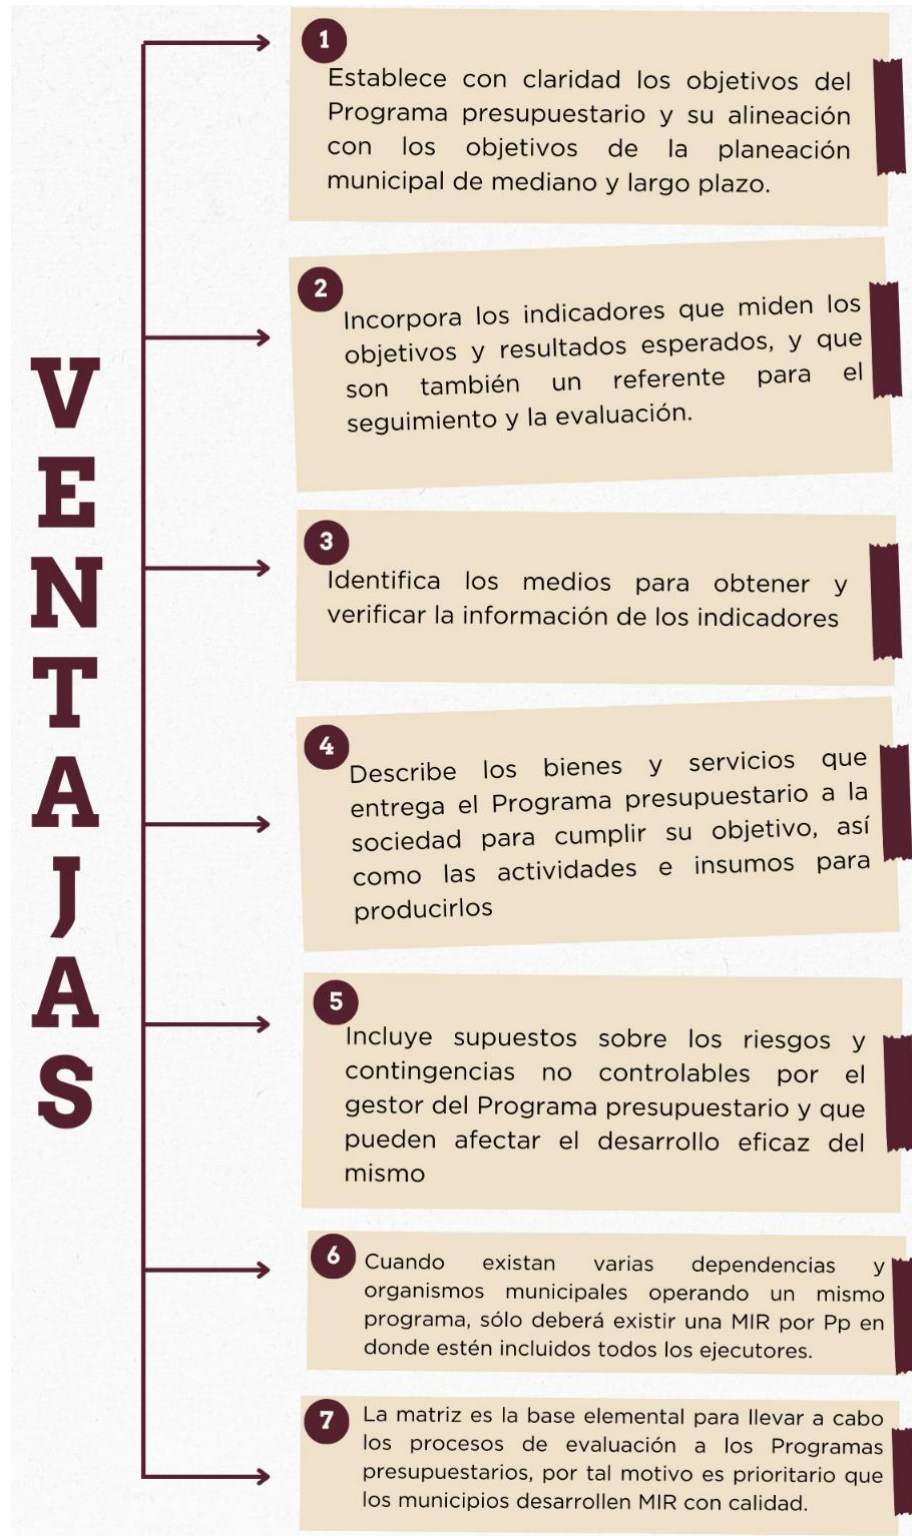 VENTAJAS
1
Establece con claridad los objetivos del
Programa presupuestario y su alineación
con los objetivos de la planeación
municipal de mediano y largo plazo.
2
Incorpora los indicadores que miden los
objetivos y resultados esperados, y que
son también un referente para el
seguimiento y la evaluación.
3
Identifica los medios para obtener y
verificar la información de los indicadores
4
Describe los bienes y servicios que
entrega el Programa presupuestario a la
sociedad para cumplir su objetivo, así
como las actividades e insumos para
producirlos
5
Incluye supuestos sobre los riesgos y
contingencias no controlables por el
gestor del Programa presupuestario y que
pueden afectar el desarrollo eficaz del
mismo
6
Cuando existan varias dependencias y
organismos municipales operando un mismo
programa, sólo deberá existir una MIR por Pp en
donde estén incluidos todos los ejecutores.
7
La matriz es la base elemental para llevar a cabo
los procesos de evaluación a los Programas
presupuestarios, por tal motivo es prioritario que
los municipios desarrollen MIR con calidad.